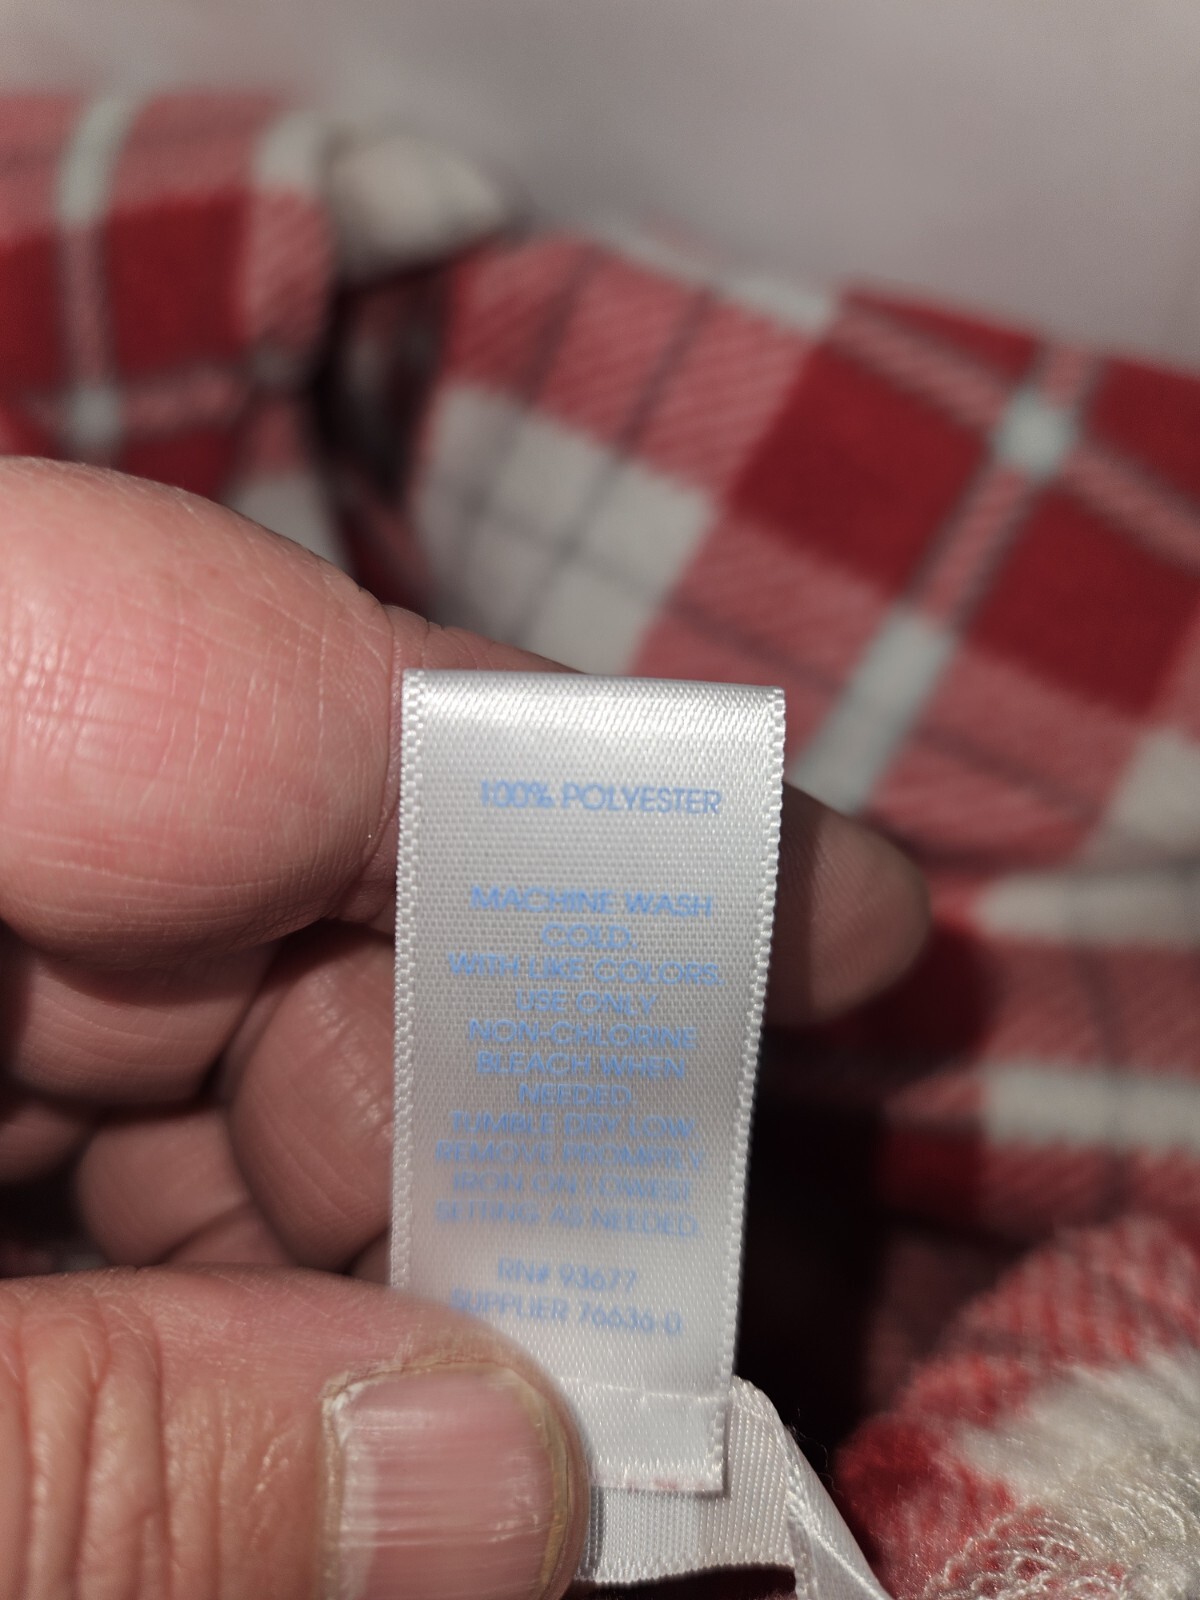 100% POLYESTER
MACHINE WASH
COLD.
WITH LIKE COLORS.
USE ONLY
NON-CHLORINE
BLEACH WHEN
NEEDED.
TUMBLE DRY LOW.
REMOVE PROMPTLY
IRON ON LOWEST
SETTING AS NEEDED.
RN# 93677
SUPPLIER 76636-0